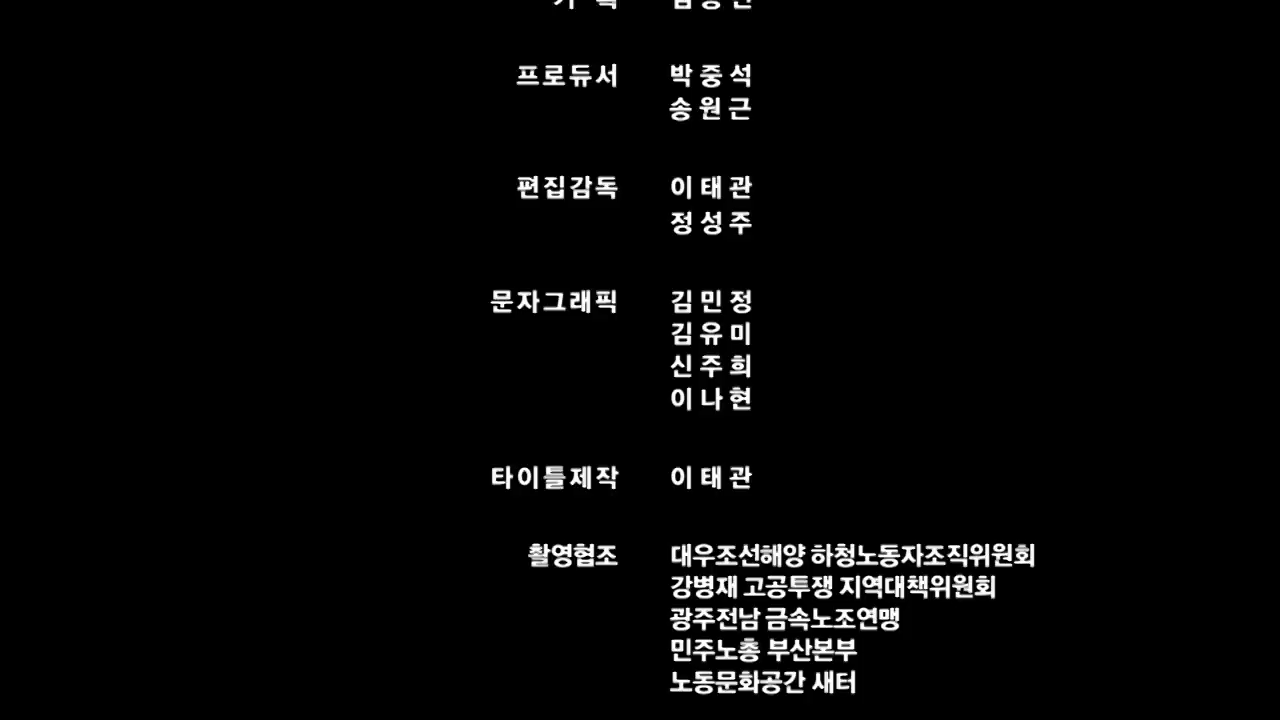 프로듀서 박중석
송원근
편집감독 이태관
정성주
문자그래픽 김민정
김유미
신주희
이나현
타이틀제작 이태관
촬영협조 대우조선해양 하청노동자조직위원회
강병재 고공투쟁 지역대책위원회
광주전남 금속노조연맹
민주노총 부산본부
노동문화공간 새터